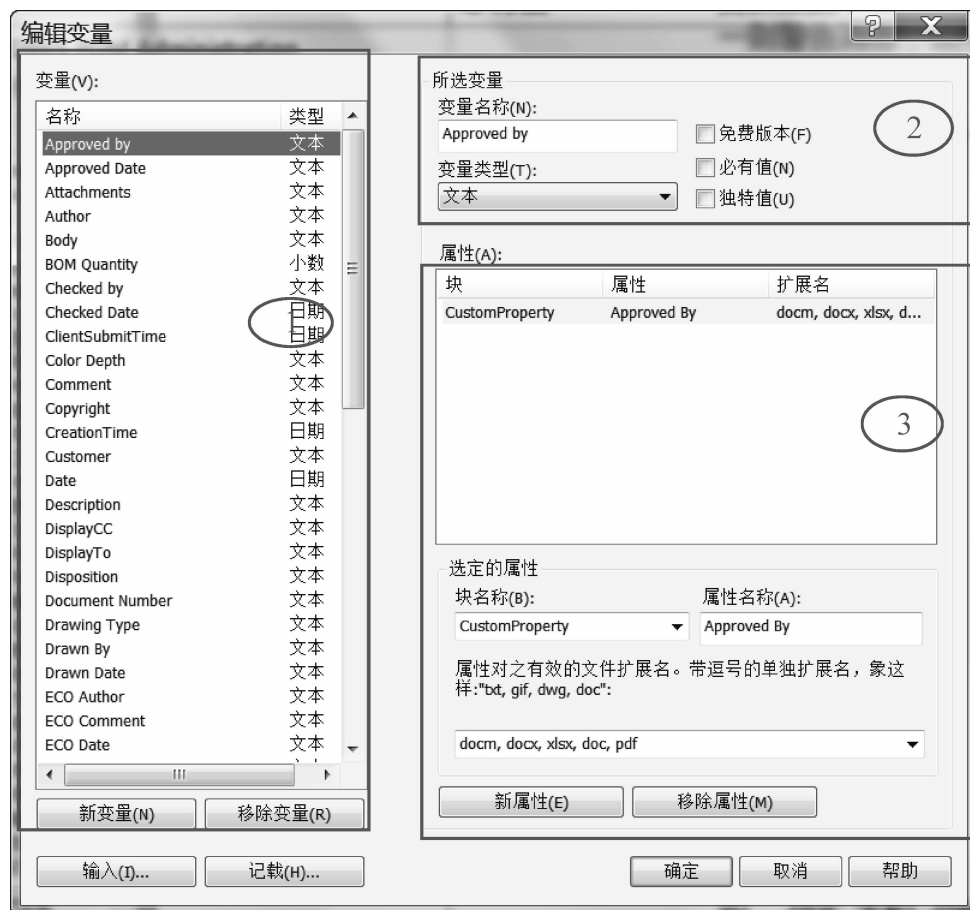 编辑变量
变量(V):
名称 类型
Approved by 文本
Approved Date 文本
Attachments 文本
Author 文本
Body 文本
BOM Quantity 小数
Checked by 文本
Checked Date 日期
ClientSubmitTime 日期
Color Depth 文本
Comment 文本
Copyright 文本
CreationTime 日期
Customer 文本
Date 日期
Description 文本
DisplayCC 文本
DisplayTo 文本
Disposition 文本
Document Number 文本
Drawing Type 文本
Drawn By 文本
Drawn Date 文本
ECO Author 文本
ECO Comment 文本
ECO Date 文本
新变量(N) 移除变量(R)
输入(I)... 记载(H)...
所选变量
变量名称(N):
Approved by
变量类型(T):
文本
免费版本(F)
必有值(N)
独特值(U)
2
属性(A):
块 属性 扩展名
CustomProperty Approved By docm, docx, xlsx, d...
3
选定的属性
块名称(B): 属性名称(A):
CustomProperty Approved By
属性对之有效的文件扩展名。带逗号的单独扩展名，象这
样:"txt, gif, dwg, doc":
docm, docx, xlsx, doc, pdf
新属性(E) 移除属性(M)
确定 取消 帮助